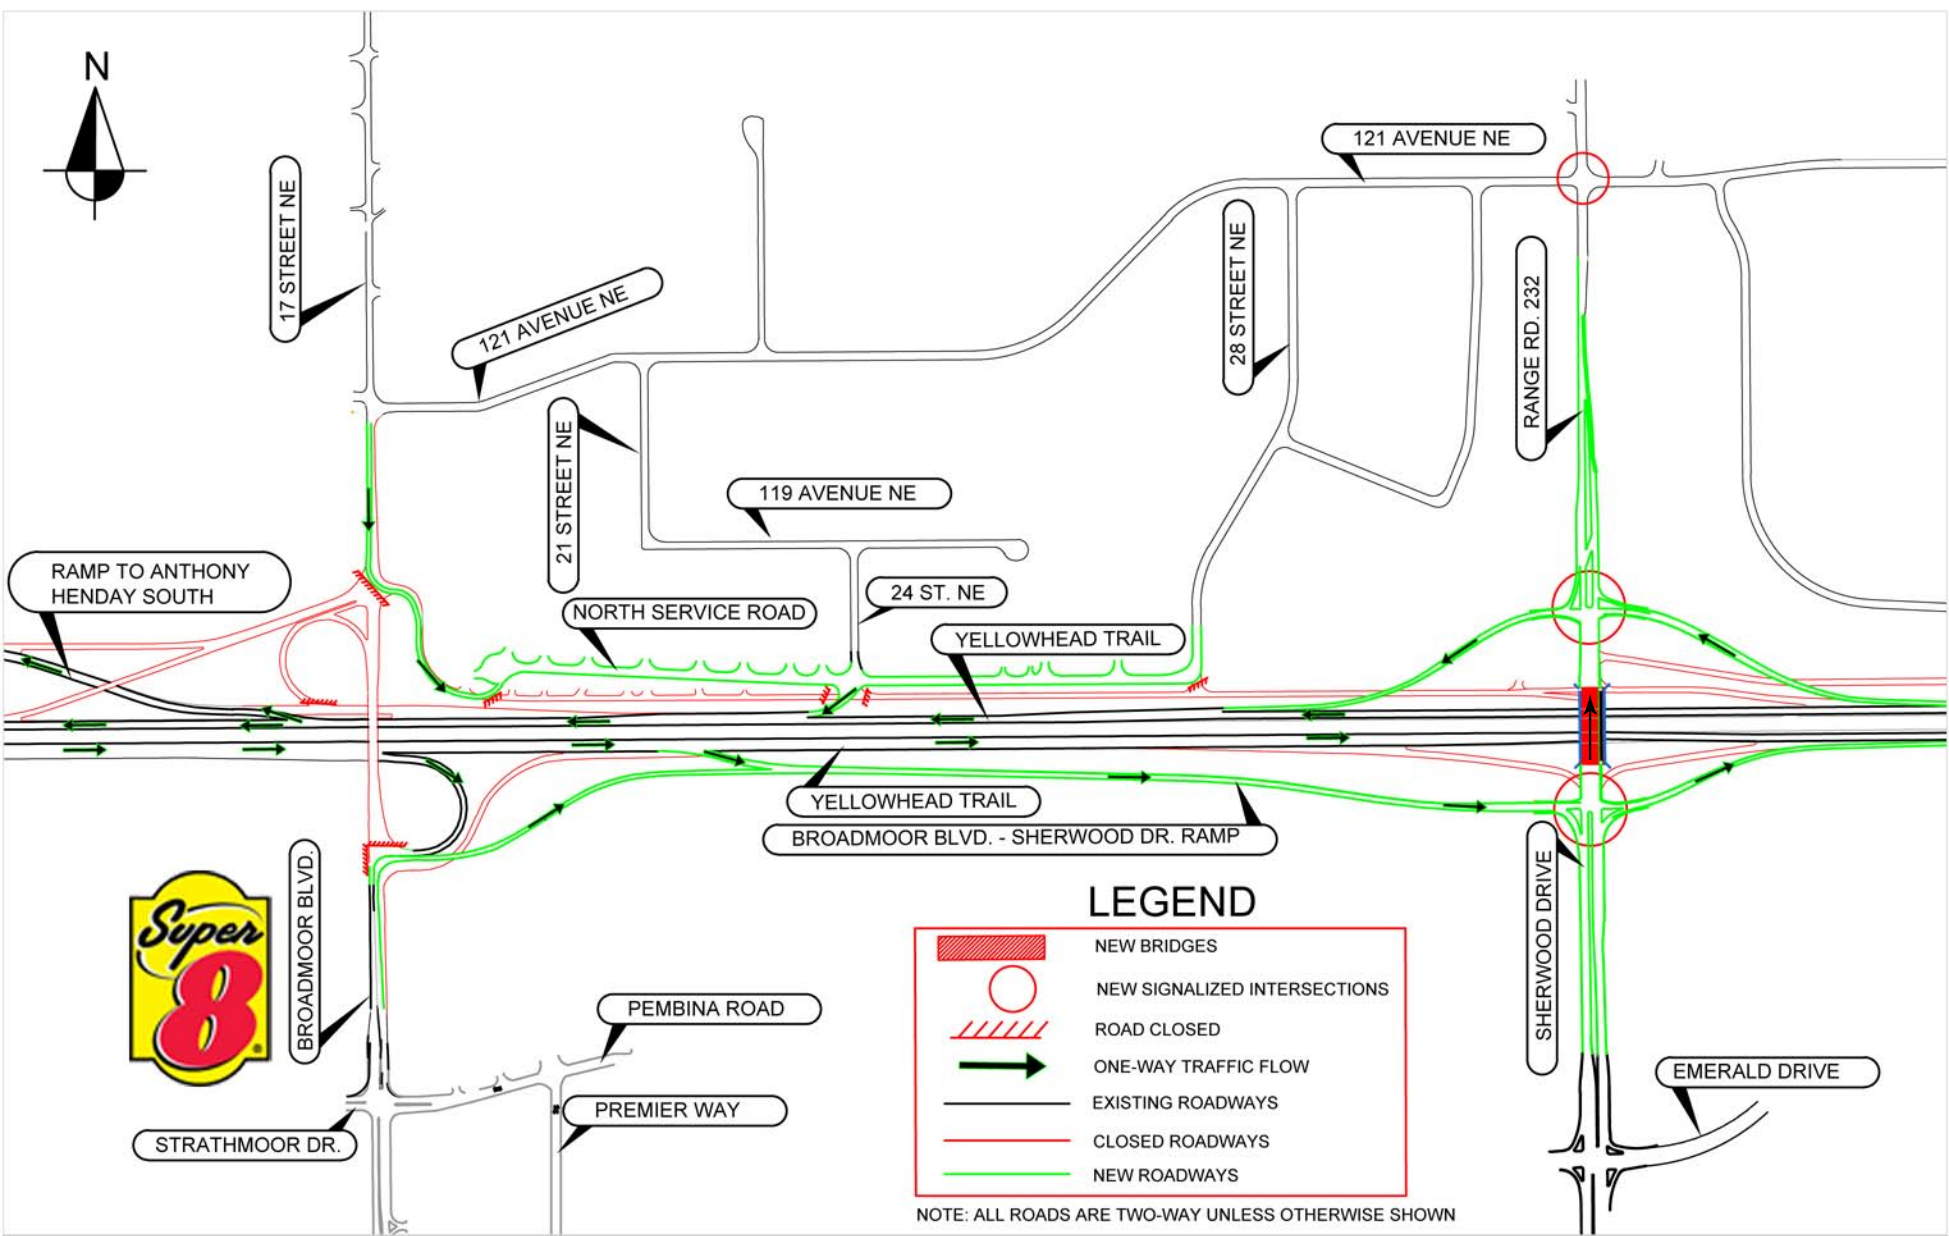 N
121 AVENUE NE
17 STREET NE
28 STREET NE
RANGE RD. 232
121 AVENUE NE
21 STREET NE
119 AVENUE NE
RAMP TO ANTHONY
HENDAY SOUTH
24 ST. NE
NORTH SERVICE ROAD
YELLOWHEAD TRAIL
YELLOWHEAD TRAIL
BROADMOOR BLVD. - SHERWOOD DR. RAMP
Super
8
BROADMOOR BLVD.
SHERWOOD DRIVE
LEGEND
NEW BRIDGES
NEW SIGNALIZED INTERSECTIONS
ROAD CLOSED
ONE-WAY TRAFFIC FLOW
EXISTING ROADWAYS
CLOSED ROADWAYS
NEW ROADWAYS
NOTE: ALL ROADS ARE TWO-WAY UNLESS OTHERWISE SHOWN
PEMBINA ROAD
EMERALD DRIVE
PREMIER WAY
STRATHMOOR DR.